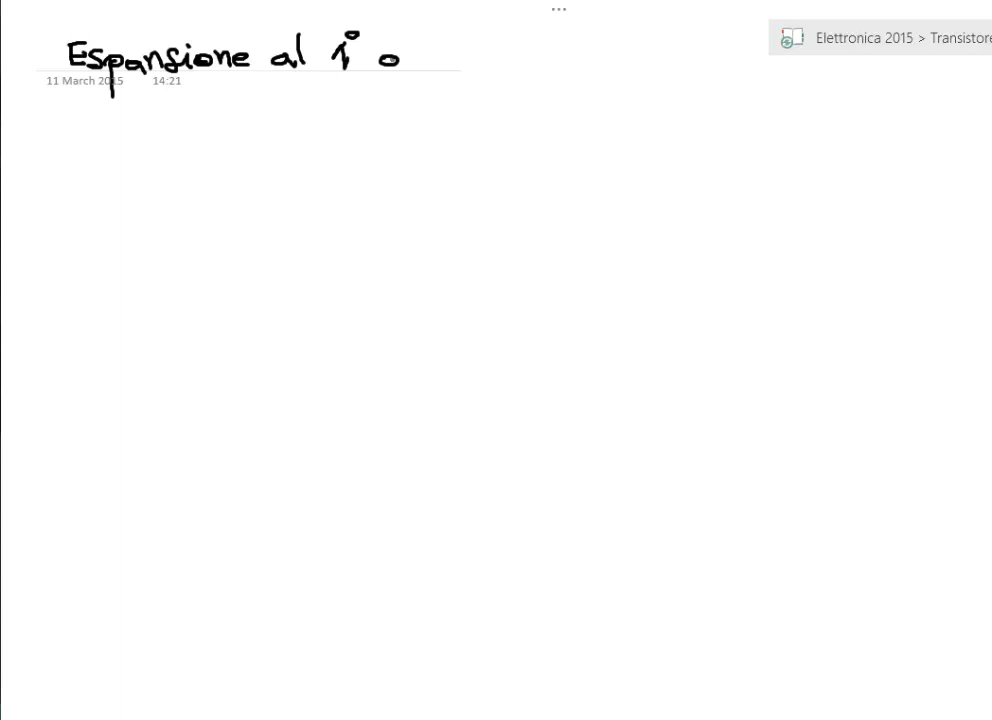 Espansione al 1° o
11 March 2015 14:21
Elettronica 2015 > Transistore